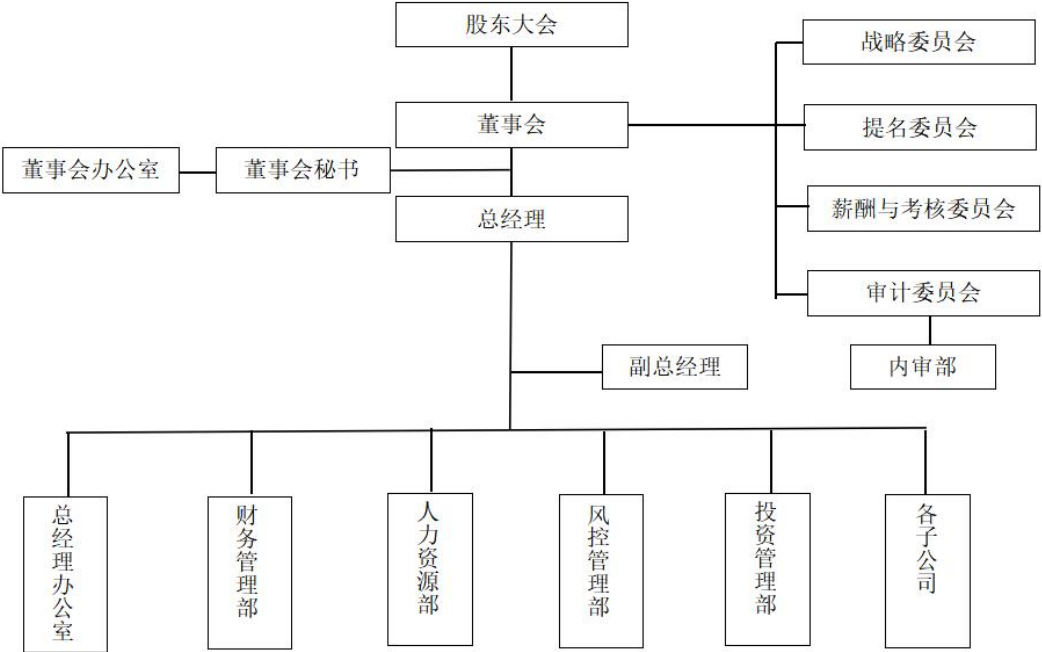 股东大会
战略委员会
董事会
提名委员会
董事会办公室
董事会秘书
薪酬与考核委员会
总经理
审计委员会
副总经理
内审部
总经理办公室
财务管理部
人力资源部
风控管理部
投资管理部
各子公司